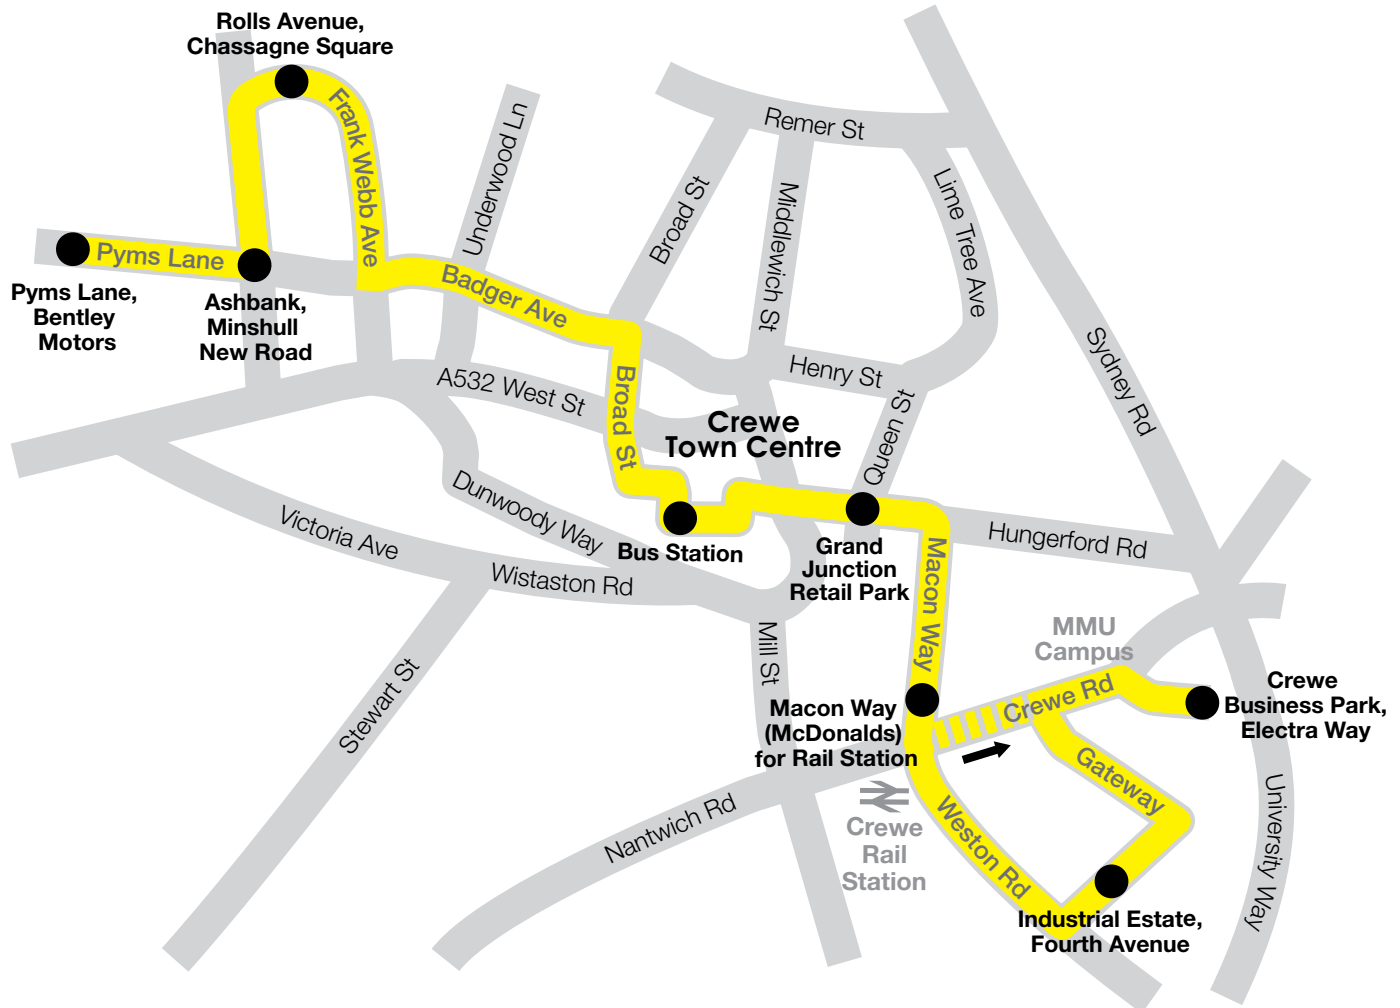 Rolls Avenue,
Chassagne Square
Frank Webb Ave
Underwood Ln
Remer St
Broad St
Middlewich St
Lime Tree Ave
Pyms Lane
Pyms Lane,
Bentley
Motors
Ashbank,
Minshull
New Road
Badger Ave
Sydney Rd
A532 West St
Broad St
Henry St
Queen St
Crewe
Town Centre
Dunwoody Way
Victoria Ave
Wistaston Rd
Bus Station
Grand
Junction
Retail Park
Hungerford Rd
Macon Way
Mill St
Stewart St
MMU
Campus
Crewe Rd
Crewe
Business Park,
Electra Way
Macon Way
(McDonalds)
for Rail Station
Nantwich Rd
Crewe
Rail
Station
Weston Rd
Gateway
University Way
Industrial Estate,
Fourth Avenue